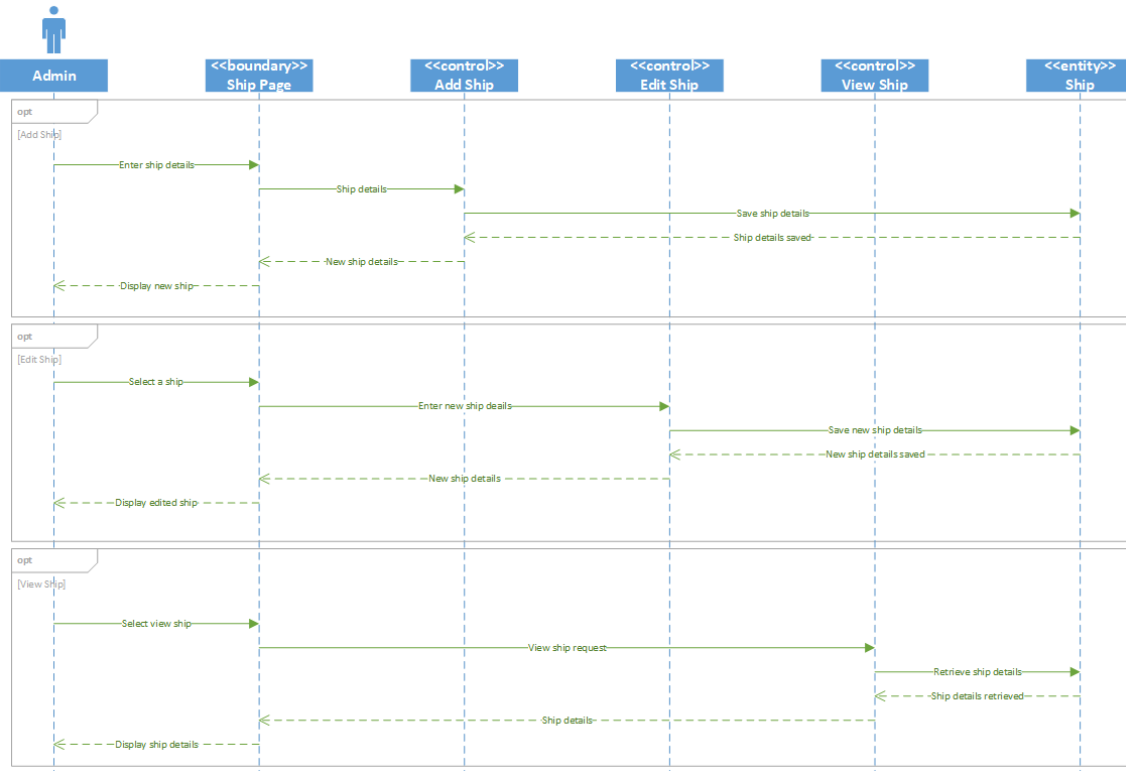 Admin
<<boundary>>
Ship Page
<<control>>
Add Ship
<<control>>
Edit Ship
<<control>>
View Ship
<<entity>>
Ship
opt
[Add Ship]
Enter ship details
Ship details
Save ship details
Ship details saved
New ship details
Display new ship
opt
[Edit Ship]
Select a ship
Enter new ship deails
Save new ship details
New ship details saved
New ship details
Display edited ship
opt
[View Ship]
Select view ship
View ship request
Retrieve ship details
Ship details retrieved
Ship details
Display ship details